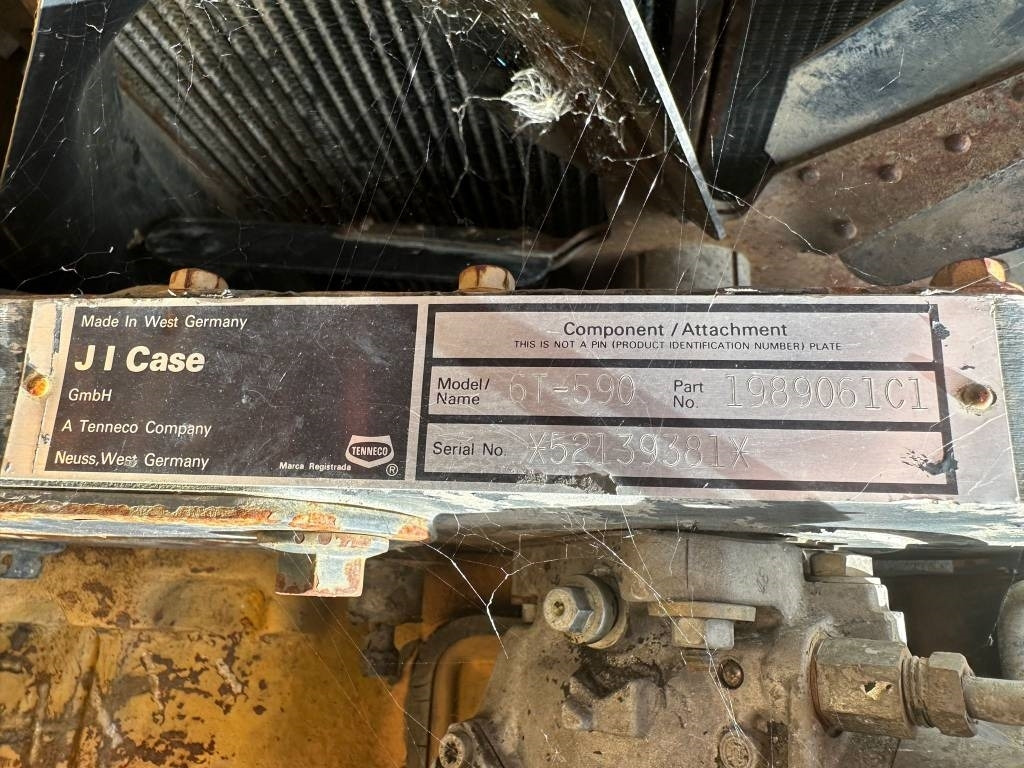 Made In West Germany
J I Case
GmbH
A Tenneco Company
Neuss, West Germany
Marca Registrada
TENNECO
®
Component / Attachment
THIS IS NOT A PIN (PRODUCT IDENTIFICATION NUMBER) PLATE
Model/ Name 6T-590 Part No. 1989061C1
Serial No. X52139381X